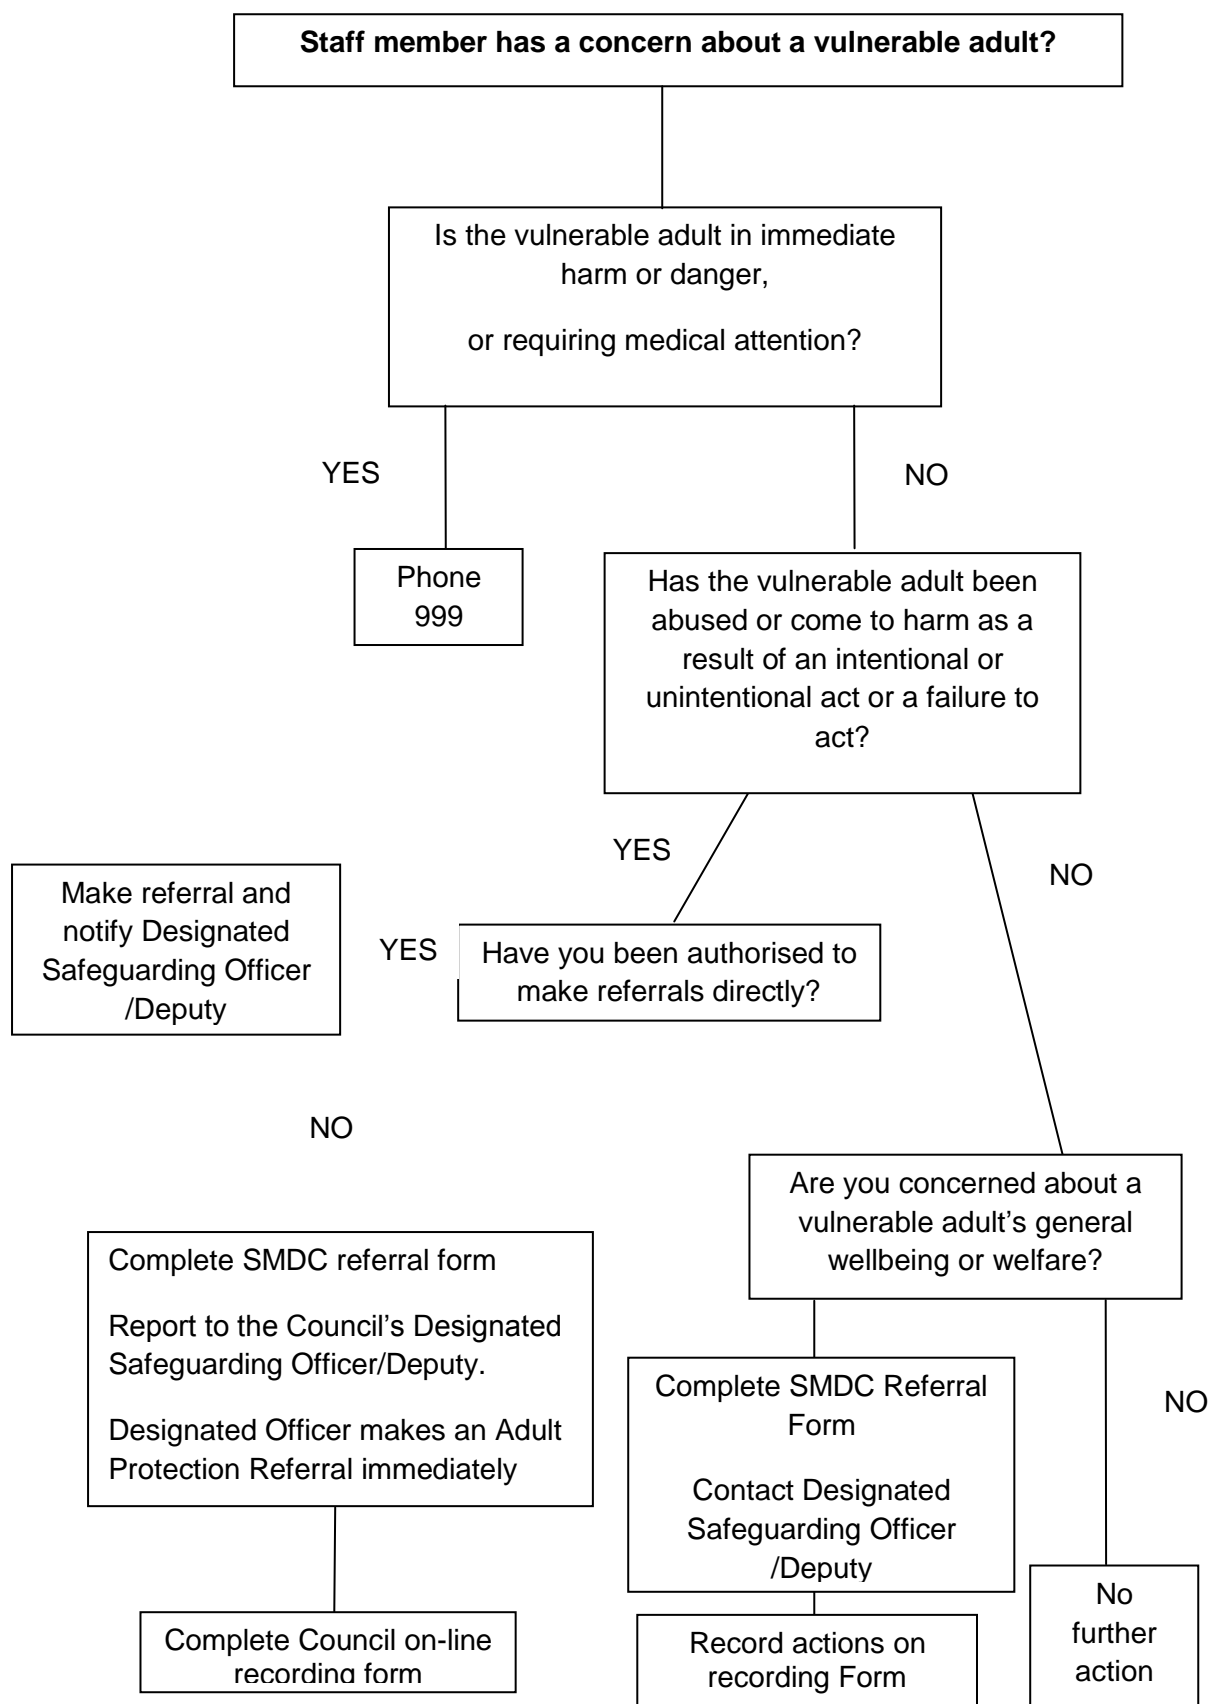 Staff member has a concern about a vulnerable adult?
Is the vulnerable adult in immediate
harm or danger,
or requiring medical attention?
YES
NO
Phone
999
Has the vulnerable adult been
abused or come to harm as a
result of an intentional or
unintentional act or a failure to
act?
YES
NO
Make referral and
notify Designated
Safeguarding Officer
/Deputy
YES
Have you been authorised to
make referrals directly?
NO
Are you concerned about a
vulnerable adult’s general
wellbeing or welfare?
Complete SMDC referral form
Report to the Council’s Designated
Safeguarding Officer/Deputy.
Designated Officer makes an Adult
Protection Referral immediately
Complete SMDC Referral
Form
Contact Designated
Safeguarding Officer
/Deputy
NO
Complete Council on-line
recording form
Record actions on
recording Form
No
further
action